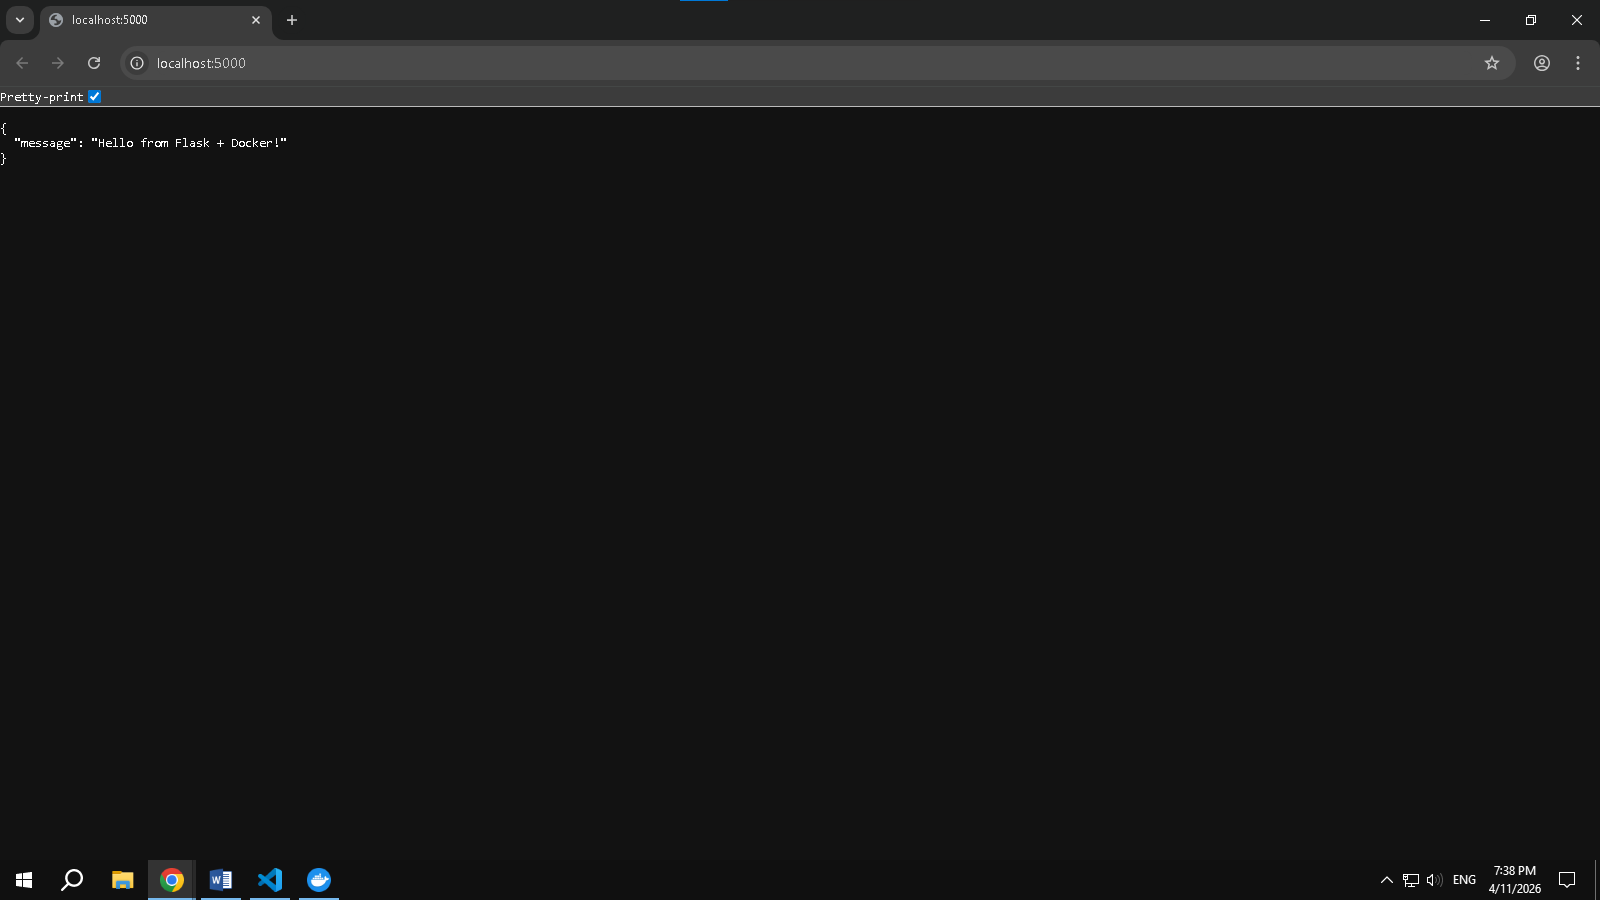 localhost:5000
localhost:5000
Pretty-print
{
  "message": "Hello from Flask + Docker!"
}
ENG
7:38 PM
4/11/2026